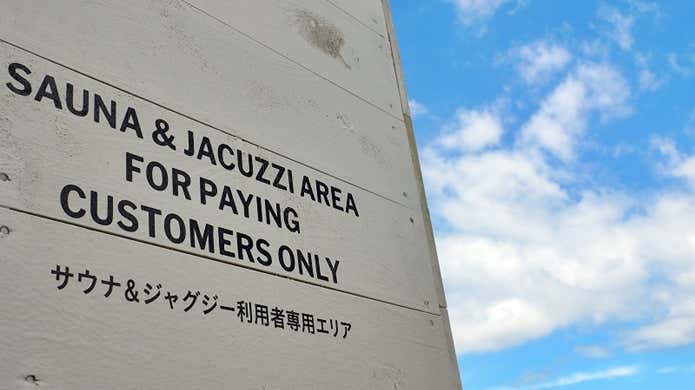 SAUNA & JACUZZI AREA
FOR PAYING
CUSTOMERS ONLY
サウナ&ジャグジー利用者専用エリア